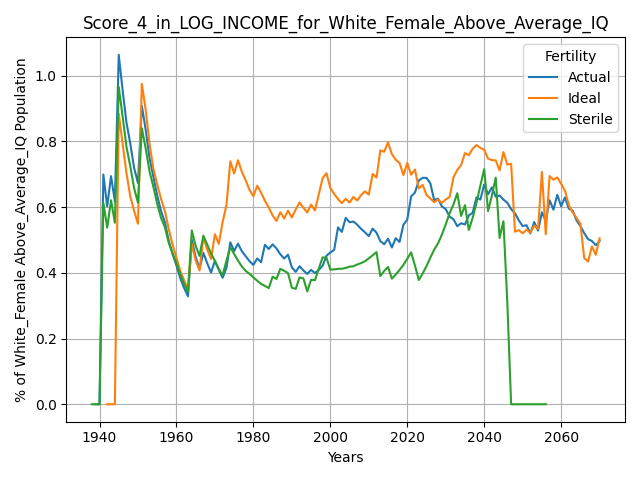 Score_4_in_LOG_INCOME_for_White_Female_Above_Average_IQ
% of White_Female Above_Average_IQ Population
1.0
0.8
0.6
0.4
0.2
0.0
Fertility
Actual
Ideal
Sterile
1940 1960 1980 2000 2020 2040 2060
Years